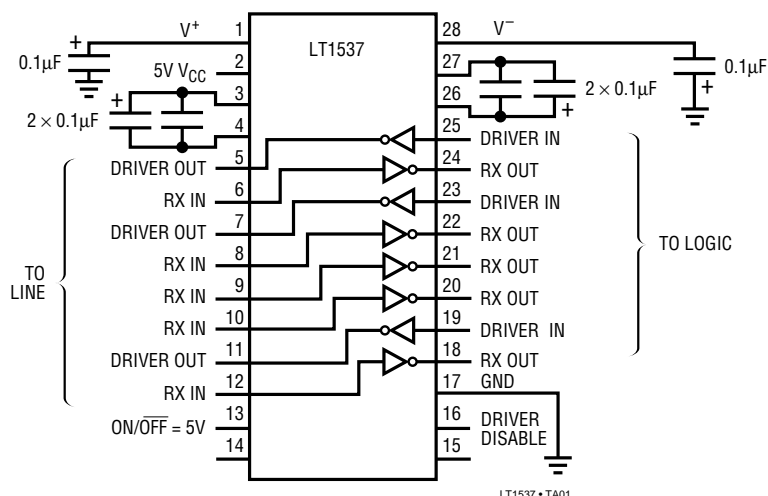 V+
1
LT1537
28
V−
+
0.1µF
2
5V VCC
27
3
+
4
2 × 0.1µF
26
+
2 × 0.1µF
0.1µF
+
DRIVER OUT
5
25
DRIVER IN
RX IN
6
24
RX OUT
DRIVER OUT
7
23
DRIVER IN
RX IN
8
22
RX OUT
TO
LINE
RX IN
9
21
RX OUT
TO LOGIC
RX IN
10
20
RX OUT
DRIVER OUT
11
19
DRIVER IN
RX IN
12
18
RX OUT
17
GND
ON/OFF = 5V
13
16
DRIVER
DISABLE
14
15
LT1537 • TA01